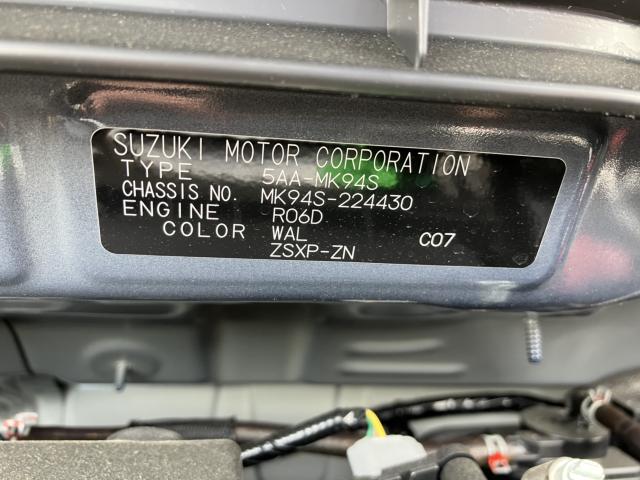 SUZUKI MOTOR CORPORATION
TYPE 5AA-MK94S
CHASSIS NO. MK94S-224430
ENGINE R06D
COLOR WAL C07
ZSXP-ZN